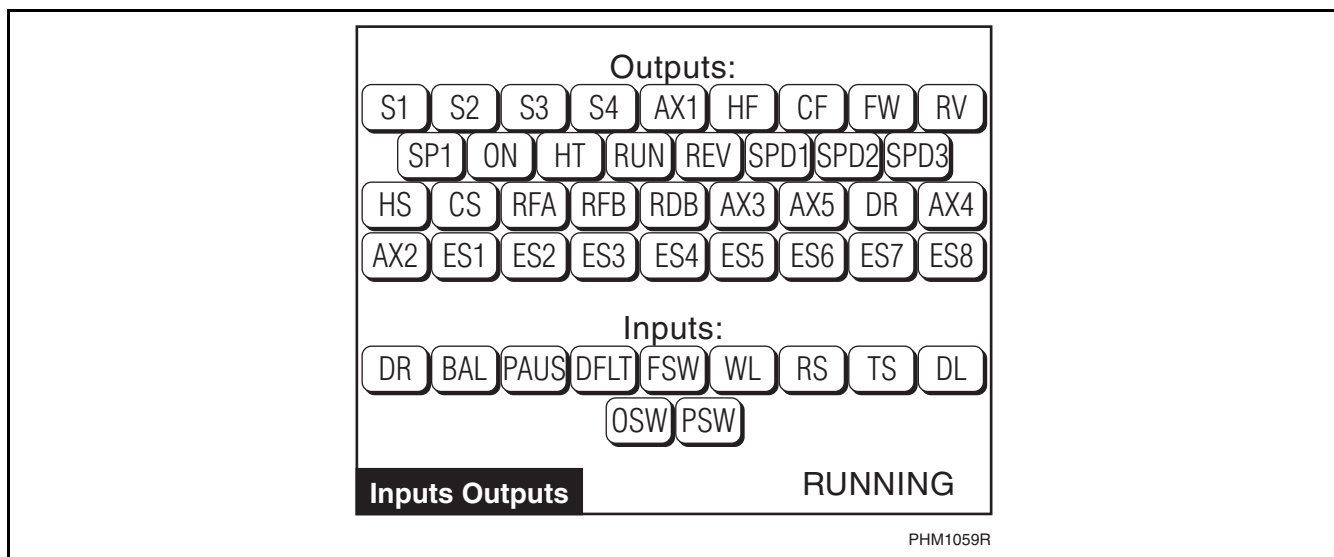 Outputs:
S1 S2 S3 S4 AX1 HF CF FW RV
SP1 ON HT RUN REV SPD1 SPD2 SPD3
HS CS RFA RFB RDB AX3 AX5 DR AX4
AX2 ES1 ES2 ES3 ES4 ES5 ES6 ES7 ES8
Inputs:
DR BAL PAUS DFLT FSW WL RS TS DL
OSW PSW
Inputs Outputs RUNNING
PHM1059R